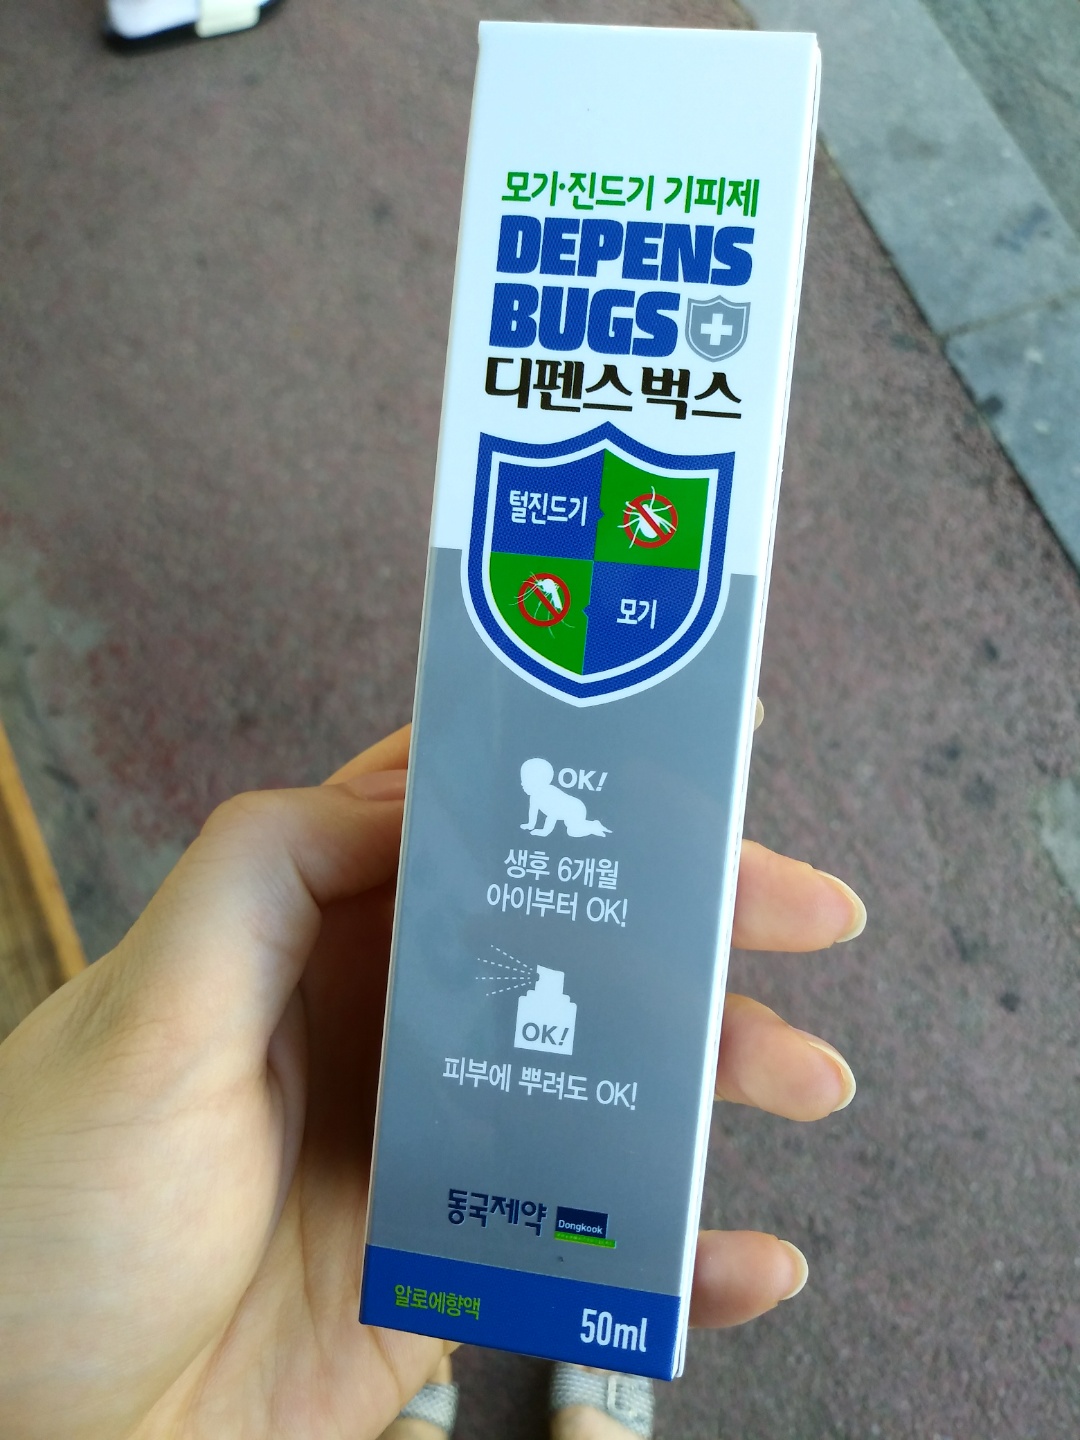 모기·진드기 기피제
DEPENS
BUGS
디펜스 벅스
털진드기
모기
OK!
생후 6개월
아이부터 OK!
OK!
피부에 뿌려도 OK!
동국제약 Dongkook
알로에향액
50ml